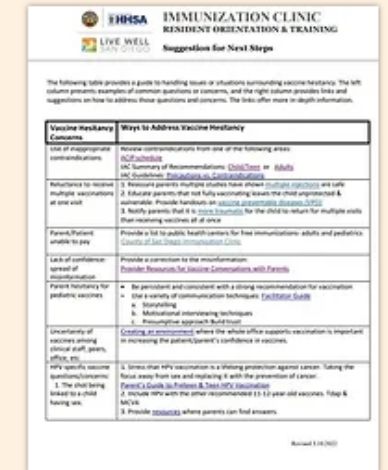 HHSA
IMMUNIZATION CLINIC
RESIDENT ORIENTATION & TRAINING
LIVE WELL
SAN DIEGO
Suggestion for Next Steps
The following table provides a guide to handling issues or situations surrounding vaccine hesitancy. The left
column presents examples of common questions or concerns, and the right column provides links and
suggestions on how to address those questions and concerns. The links offer more in-depth information.
Vaccine Hesitancy
Concerns
Ways to Address Vaccine Hesitancy
Use of inappropriate
contraindications
Review contraindications from one of the following areas:
ACIP schedule
IAC Summary of Recommendations: Child/Teen or Adults
IAC Guidelines: Precautions vs. Contraindications
Reluctance to receive
multiple vaccinations
at one visit
1. Reassure parents multiple studies have shown multiple injections are safe
2. Educate parents that not fully vaccinating leaves the child unprotected &
vulnerable. Provide handouts on vaccine preventable diseases (VPD)
3. Notify parents that it is more traumatic for the child to return for multiple visits
than receiving vaccines all at once
Parent/Patient
unable to pay
Provide a list to public health centers for free immunizations- adults and pediatrics
County of San Diego Immunization Clinic
Lack of confidence-
spread of
misinformation
Provide a correction to the misinformation:
Provider Resources for Vaccine Conversations with Parents
Parent hesitancy for
pediatric vaccines
• Be persistent and consistent with a strong recommendation for vaccination
• Use a variety of communication techniques: Facilitator Guide
a. Storytelling
b. Motivational interviewing techniques
c. Presumptive approach Build trust
Uncertainty of
vaccines among
clinical staff, peers,
office, etc
Creating an environment where the whole office supports vaccination is important
in increasing the patient/parent's confidence in vaccines.
HPV specific vaccine
questions/concerns:
1. The shot being
linked to a child
having sex.
1. Stress that HPV vaccination is a lifelong protection against cancer. Taking the
focus away from sex and replacing it with the prevention of cancer.
Parent's Guide to Preteen & Teen HPV Vaccination
2. Include HPV with the other recommended 11-12 year old vaccines. Tdap &
MCV4
3. Provide resources where parents can find answers
Revised